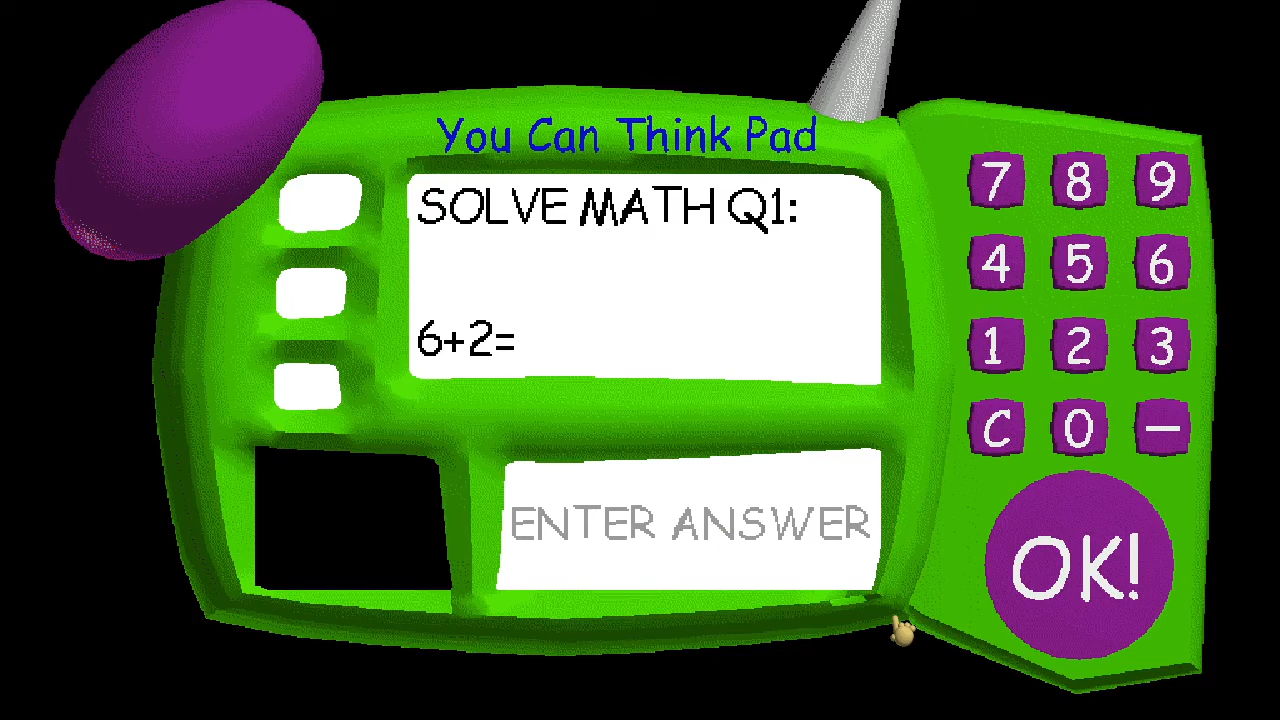 You Can Think Pad
SOLVE MATH Q1:
6+2=
ENTER ANSWER
7 8 9
4 5 6
1 2 3
C 0 –
OK!